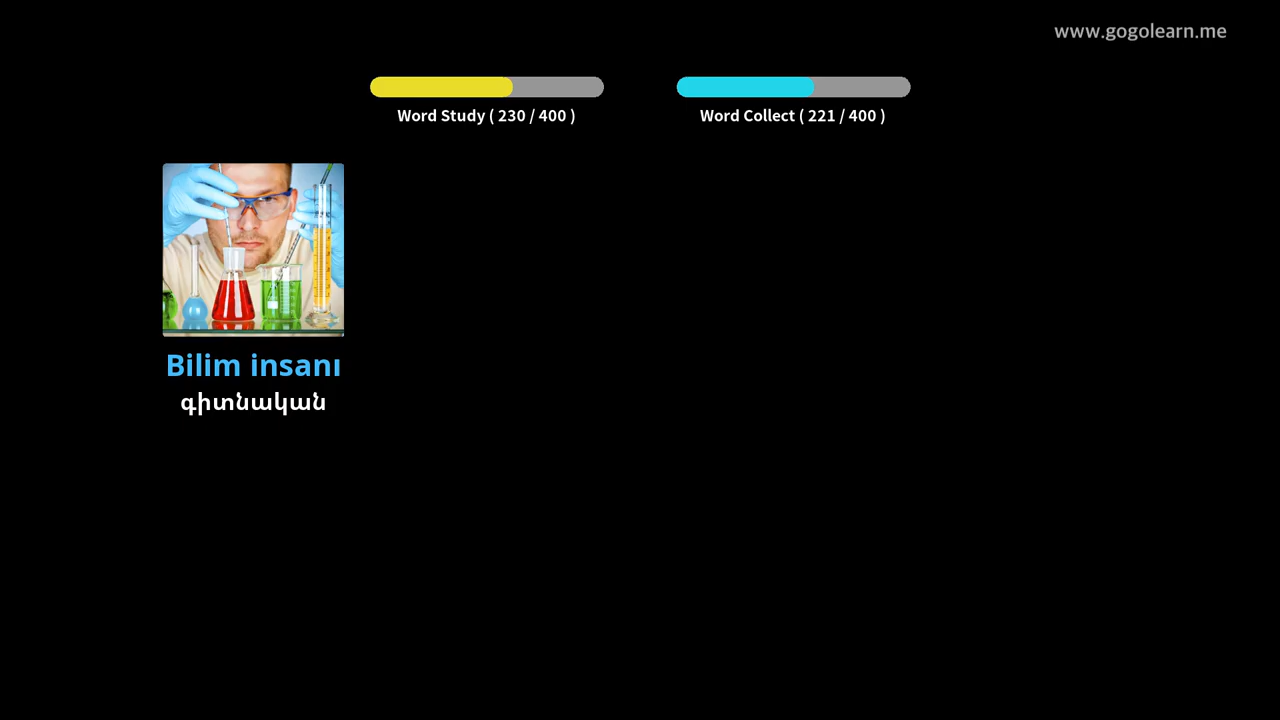 www.gogolearn.me
Word Study ( 230 / 400 )
Word Collect ( 221 / 400 )
Bilim insanı
գիտնական